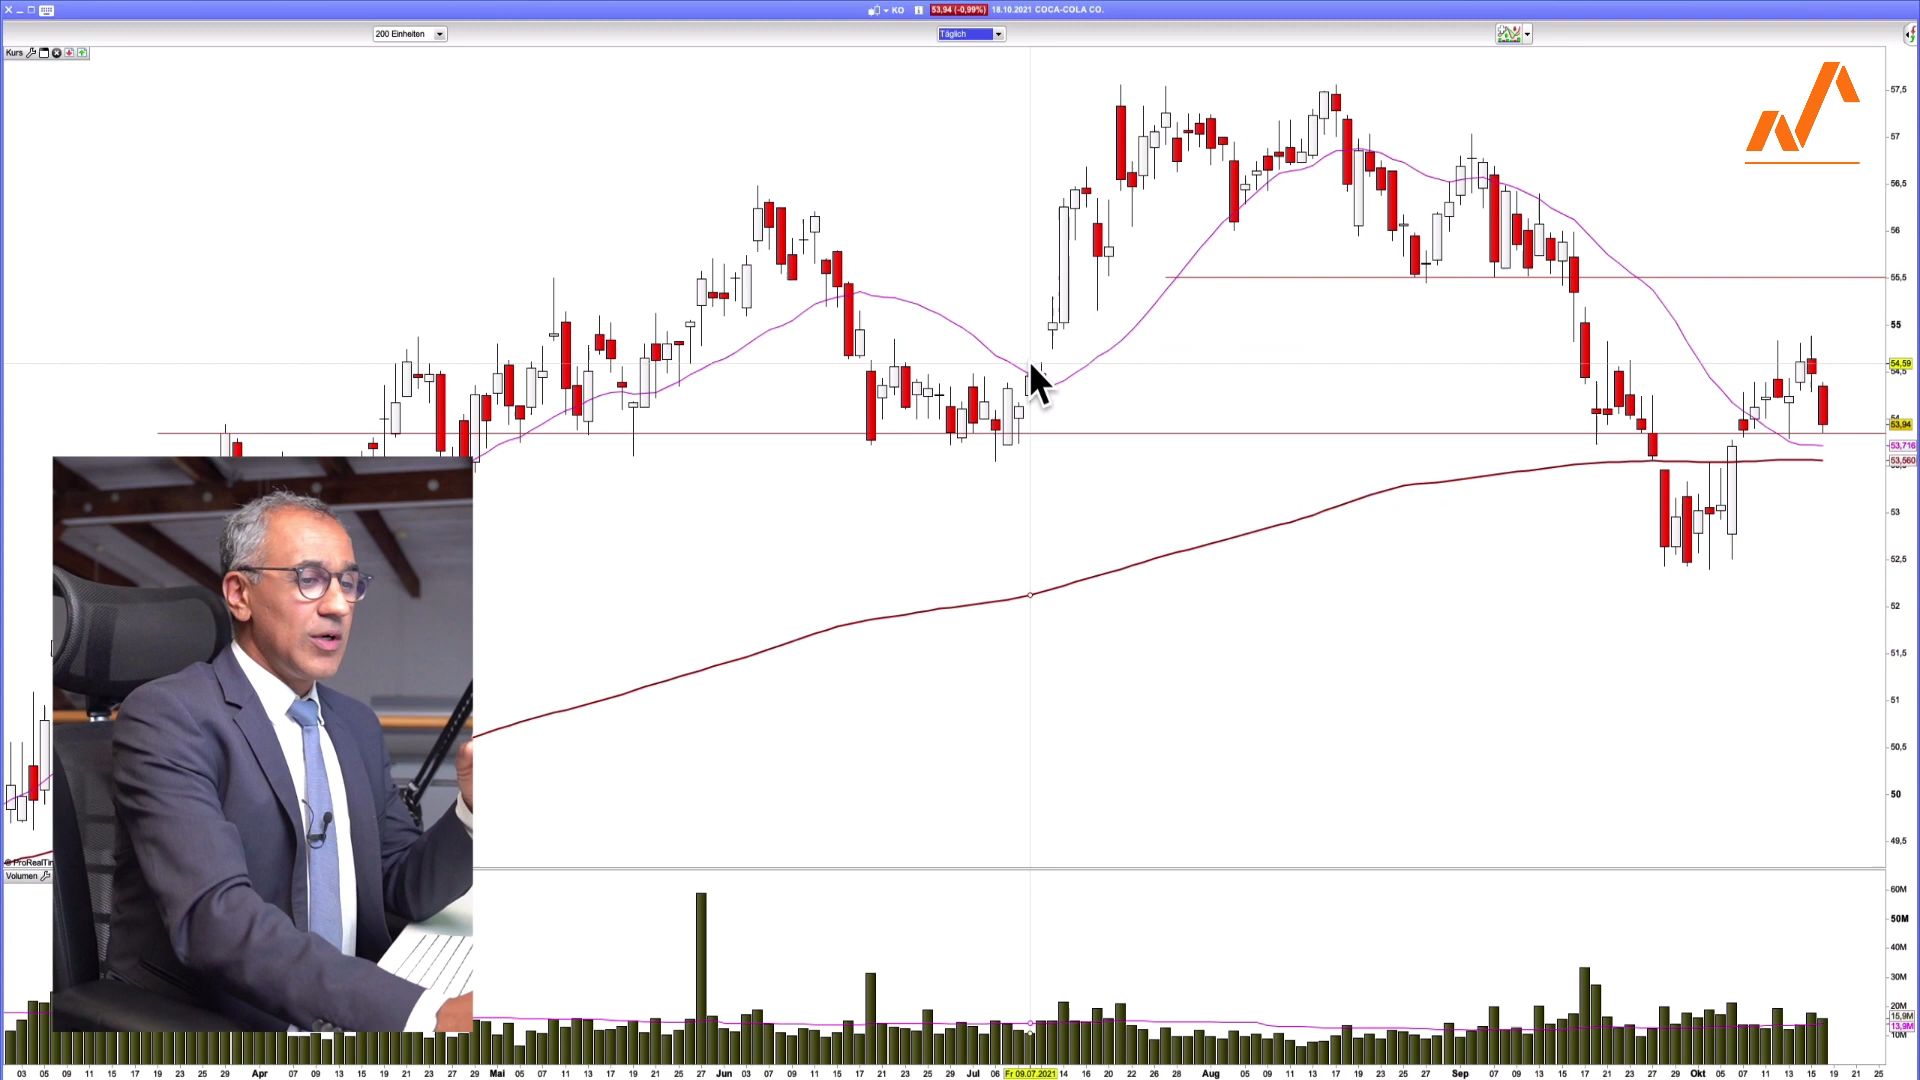 KO 53,94 (-0,99%) 18.10.2021 COCA-COLA CO.
200 Einheiten
Täglich
Kurs
57,5
57
56,5
56
55,5
55
54,59
54,5
54
53,94
53,716
53,560
53
52,5
52
51,5
51
50,5
50
49,5
© ProRealTim
Volumen
60M
50M
40M
30M
20M
15,9M
13,9M
10M
03 05 09 11 15 17 19 23 25 29 Apr 07 09 13 15 19 21 23 27 29 Mai 05 07 11 13 17 19 21 25 27 Jun 03 07 09 11 15 17 21 23 25 29 Jul 06 Fr 09.07.2021 14 16 20 22 26 28 Aug 05 09 11 13 17 19 23 25 27 31 Sep 07 09 13 15 17 21 23 27 29 Okt 05 07 11 13 15 19 21 25